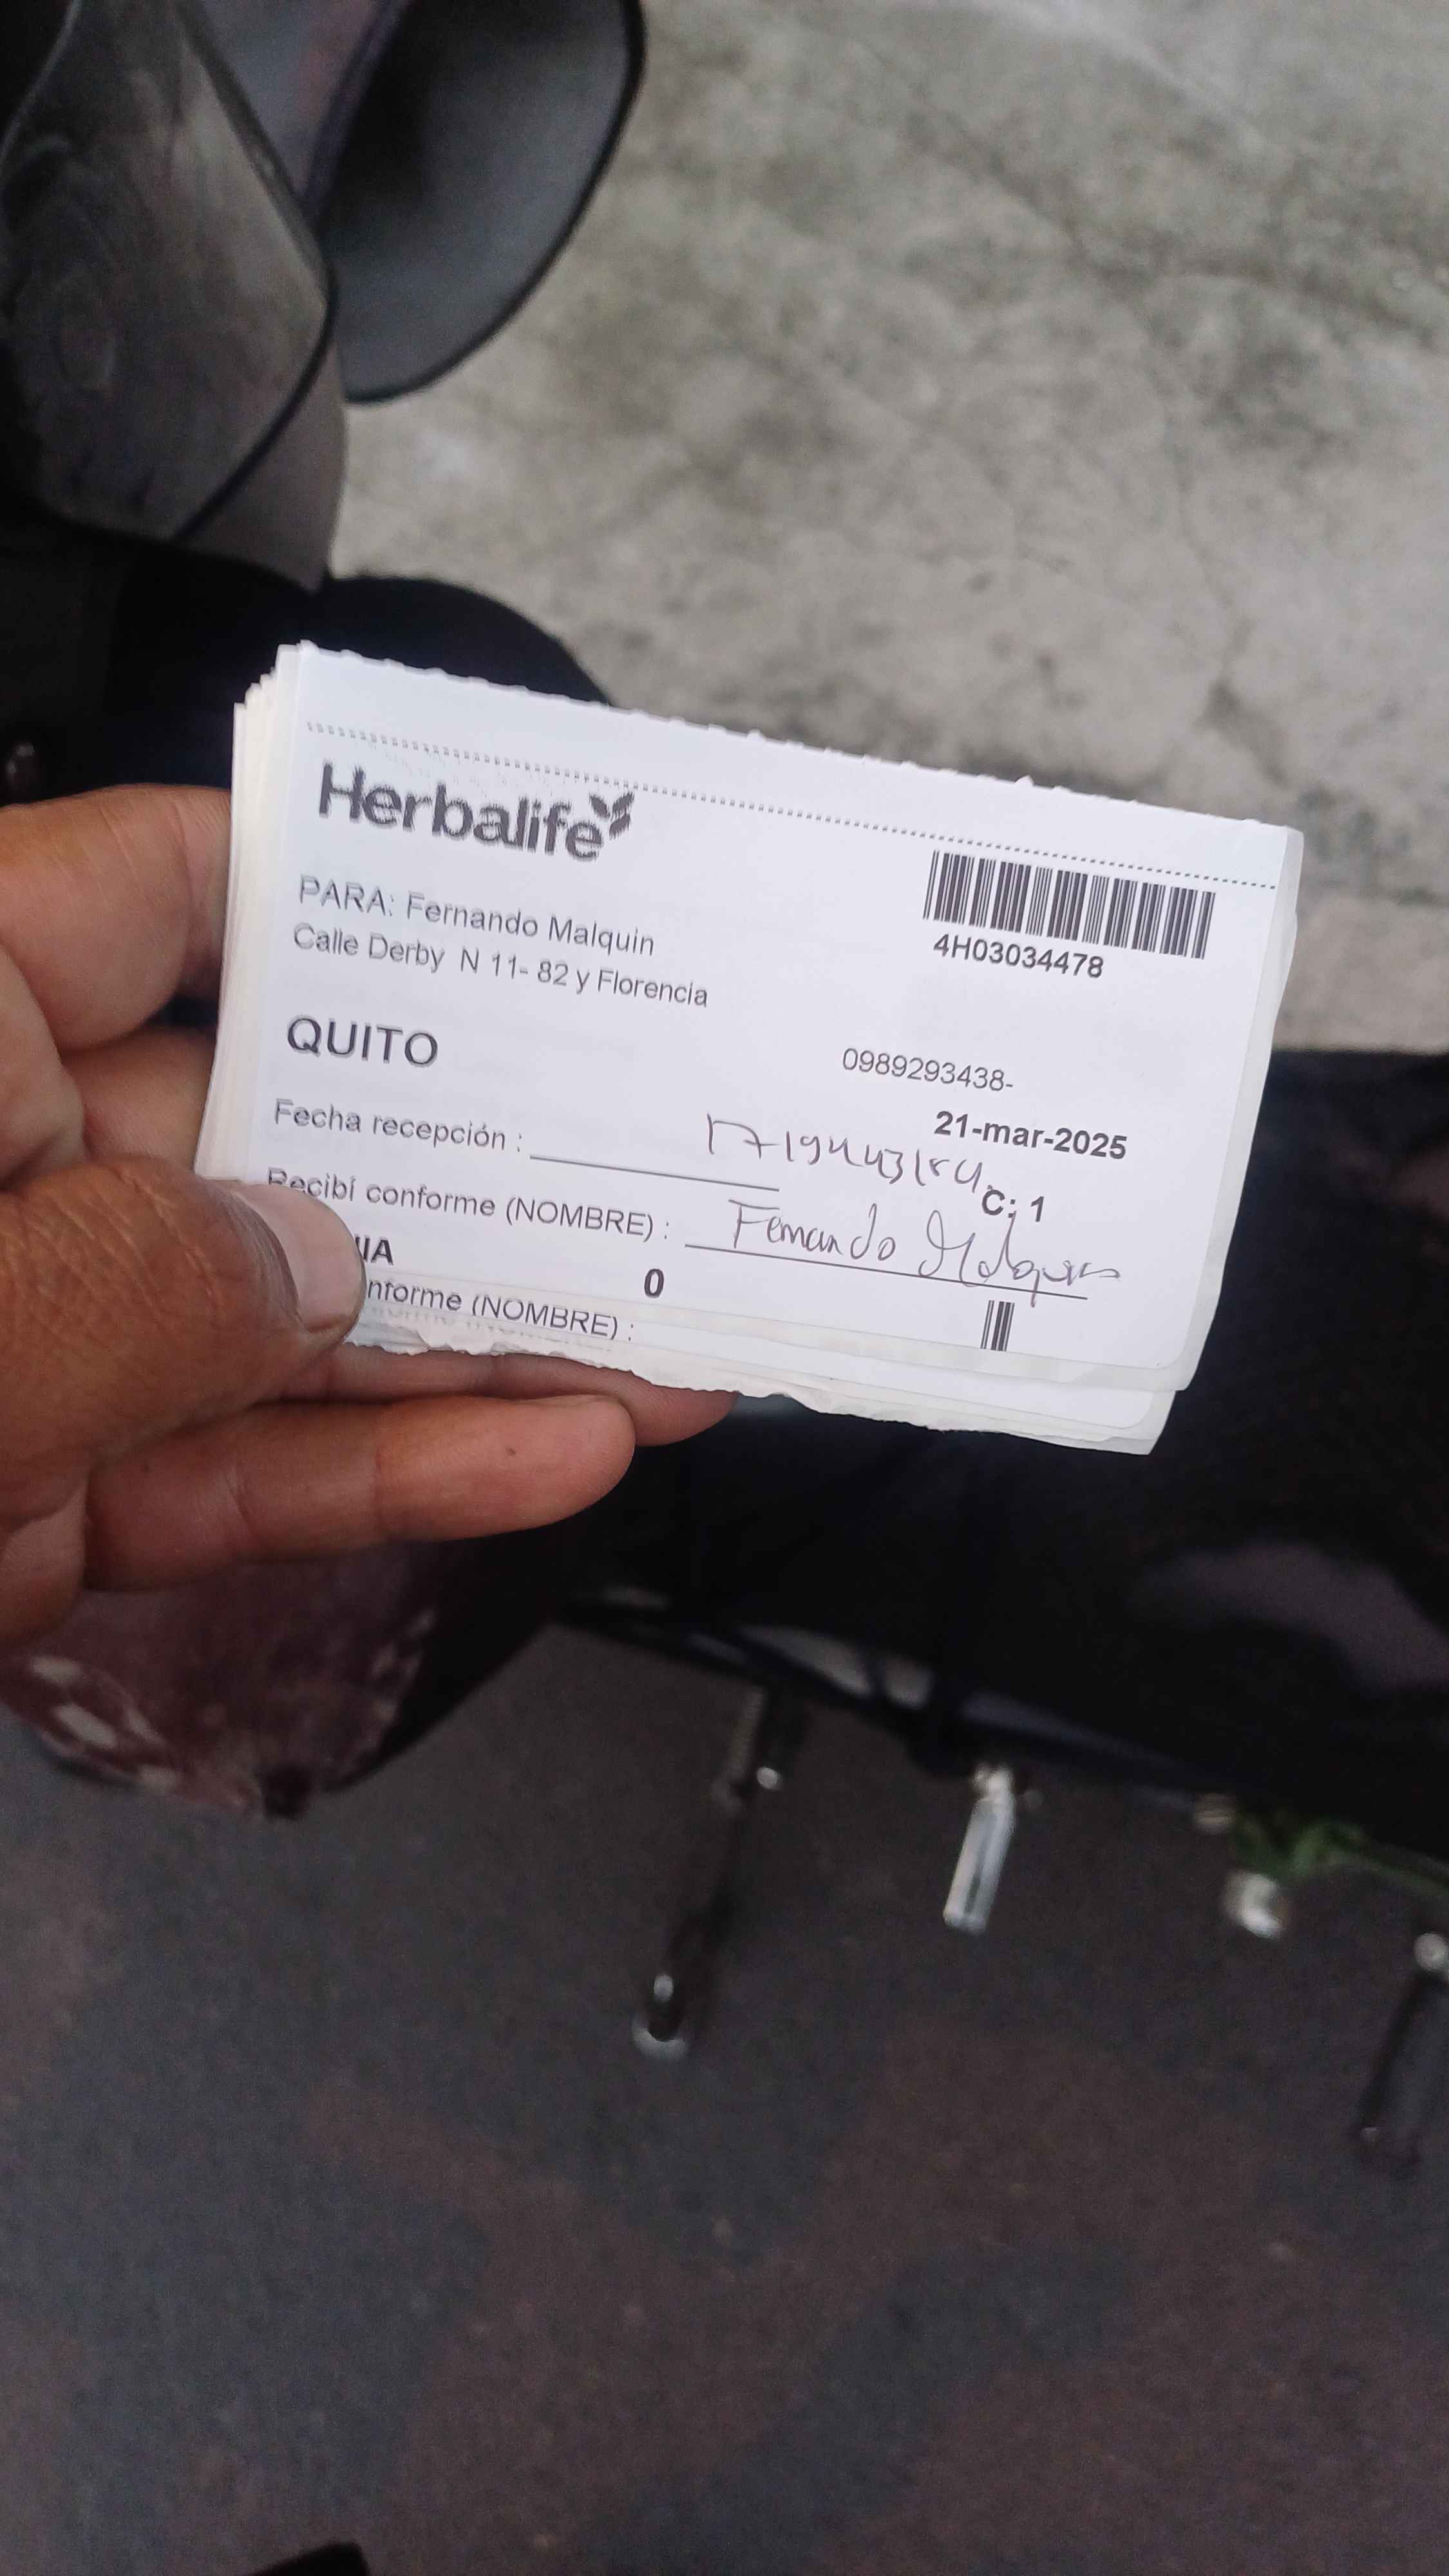 Herbalife
PARA: Fernando Malquin
Calle Derby N 11- 82 y Florencia
4H03034478
QUITO
0989293438-
21-mar-2025
Fecha recepción :
C: 1
Recibí conforme (NOMBRE) : Fernando Malquin
0
nforme (NOMBRE) :